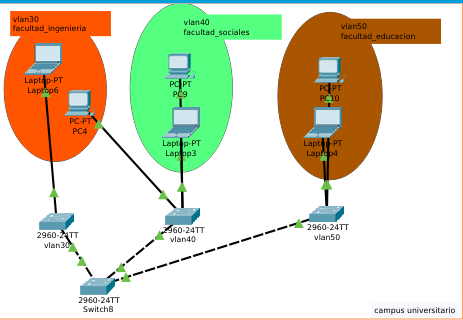 vlan30
facultad_ingenieria
vlan40
facultad_sociales
vlan50
facultad_educacion
Laptop-PT
Laptop6
PC-PT
PC4
PC-PT
PC9
Laptop-PT
Laptop3
PC-PT
PC10
Laptop-PT
Laptop4
2960-24TT
vlan30
2960-24TT
vlan40
2960-24TT
vlan50
2960-24TT
Switch8
campus universitario